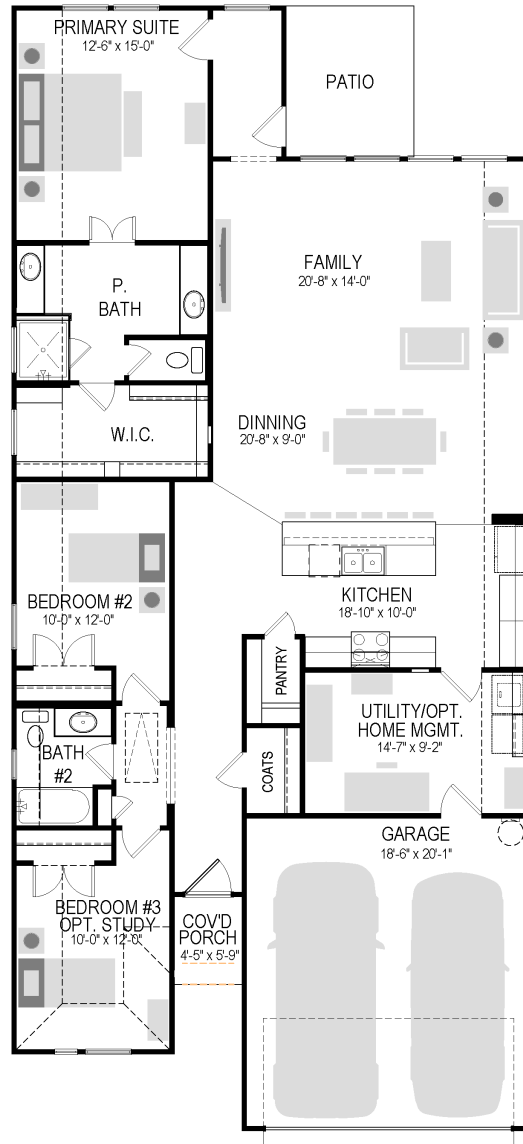 PRIMARY SUITE
12'-6" x 15'-0"
PATIO
FAMILY
20'-8" x 14'-0"
P.
BATH
DINNING
20'-8" x 9'-0"
W.I.C.
KITCHEN
18'-10" x 10'-0"
BEDROOM #2
10'-0" x 12'-0"
PANTRY
UTILITY/OPT.
HOME MGMT.
14'-7" x 9'-2"
BATH
#2
COATS
GARAGE
18'-6" x 20'-1"
BEDROOM #3
OPT. STUDY
10'-0" x 12'-0"
COV'D
PORCH
4'-5" x 5'-9"